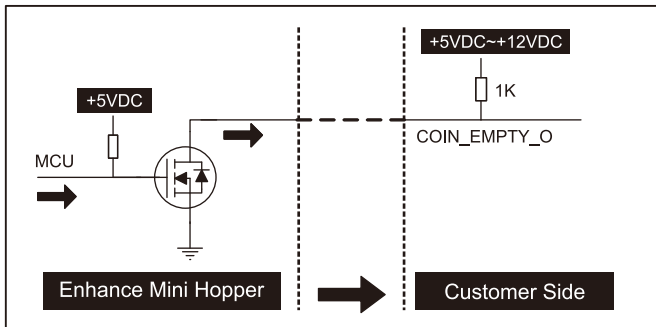 +5VDC~+12VDC
+5VDC
1K
MCU
COIN_EMPTY_O
Enhance Mini Hopper
Customer Side